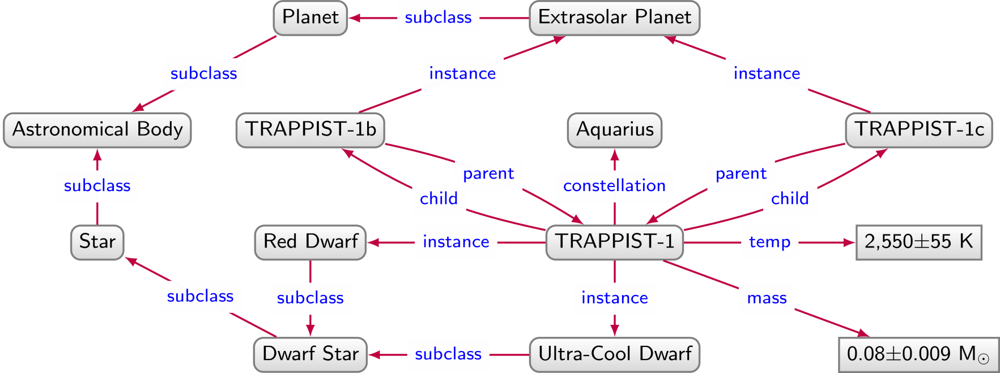 Planet
subclass
Extrasolar Planet
subclass
instance
instance
Astronomical Body
TRAPPIST-1b
Aquarius
TRAPPIST-1c
subclass
parent
child
constellation
parent
child
Star
Red Dwarf
instance
TRAPPIST-1
temp
2,550±55 K
subclass
subclass
instance
mass
Dwarf Star
subclass
Ultra-Cool Dwarf
0.08±0.009 M☉